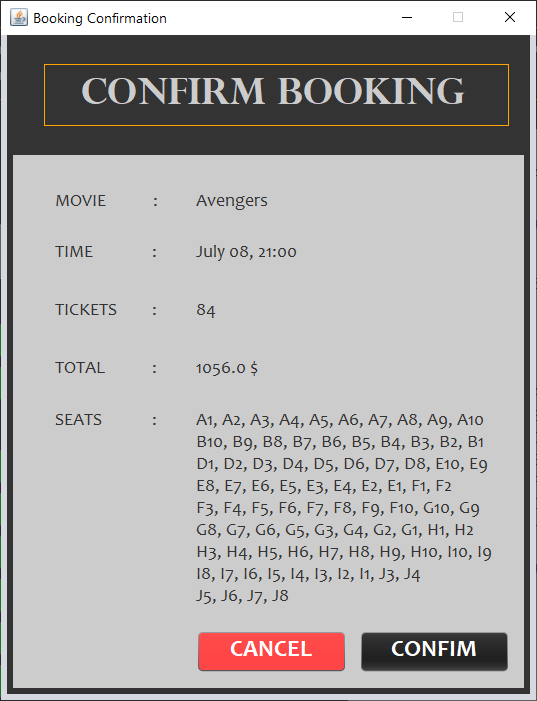 Booking Confirmation
CONFIRM BOOKING
MOVIE : Avengers
TIME : July 08, 21:00
TICKETS : 84
TOTAL : 1056.0 $
SEATS : A1, A2, A3, A4, A5, A6, A7, A8, A9, A10
B10, B9, B8, B7, B6, B5, B4, B3, B2, B1
D1, D2, D3, D4, D5, D6, D7, D8, E10, E9
E8, E7, E6, E5, E3, E4, E2, E1, F1, F2
F3, F4, F5, F6, F7, F8, F9, F10, G10, G9
G8, G7, G6, G5, G3, G4, G2, G1, H1, H2
H3, H4, H5, H6, H7, H8, H9, H10, I10, I9
I8, I7, I6, I5, I4, I3, I2, I1, J3, J4
J5, J6, J7, J8
CANCEL CONFIM